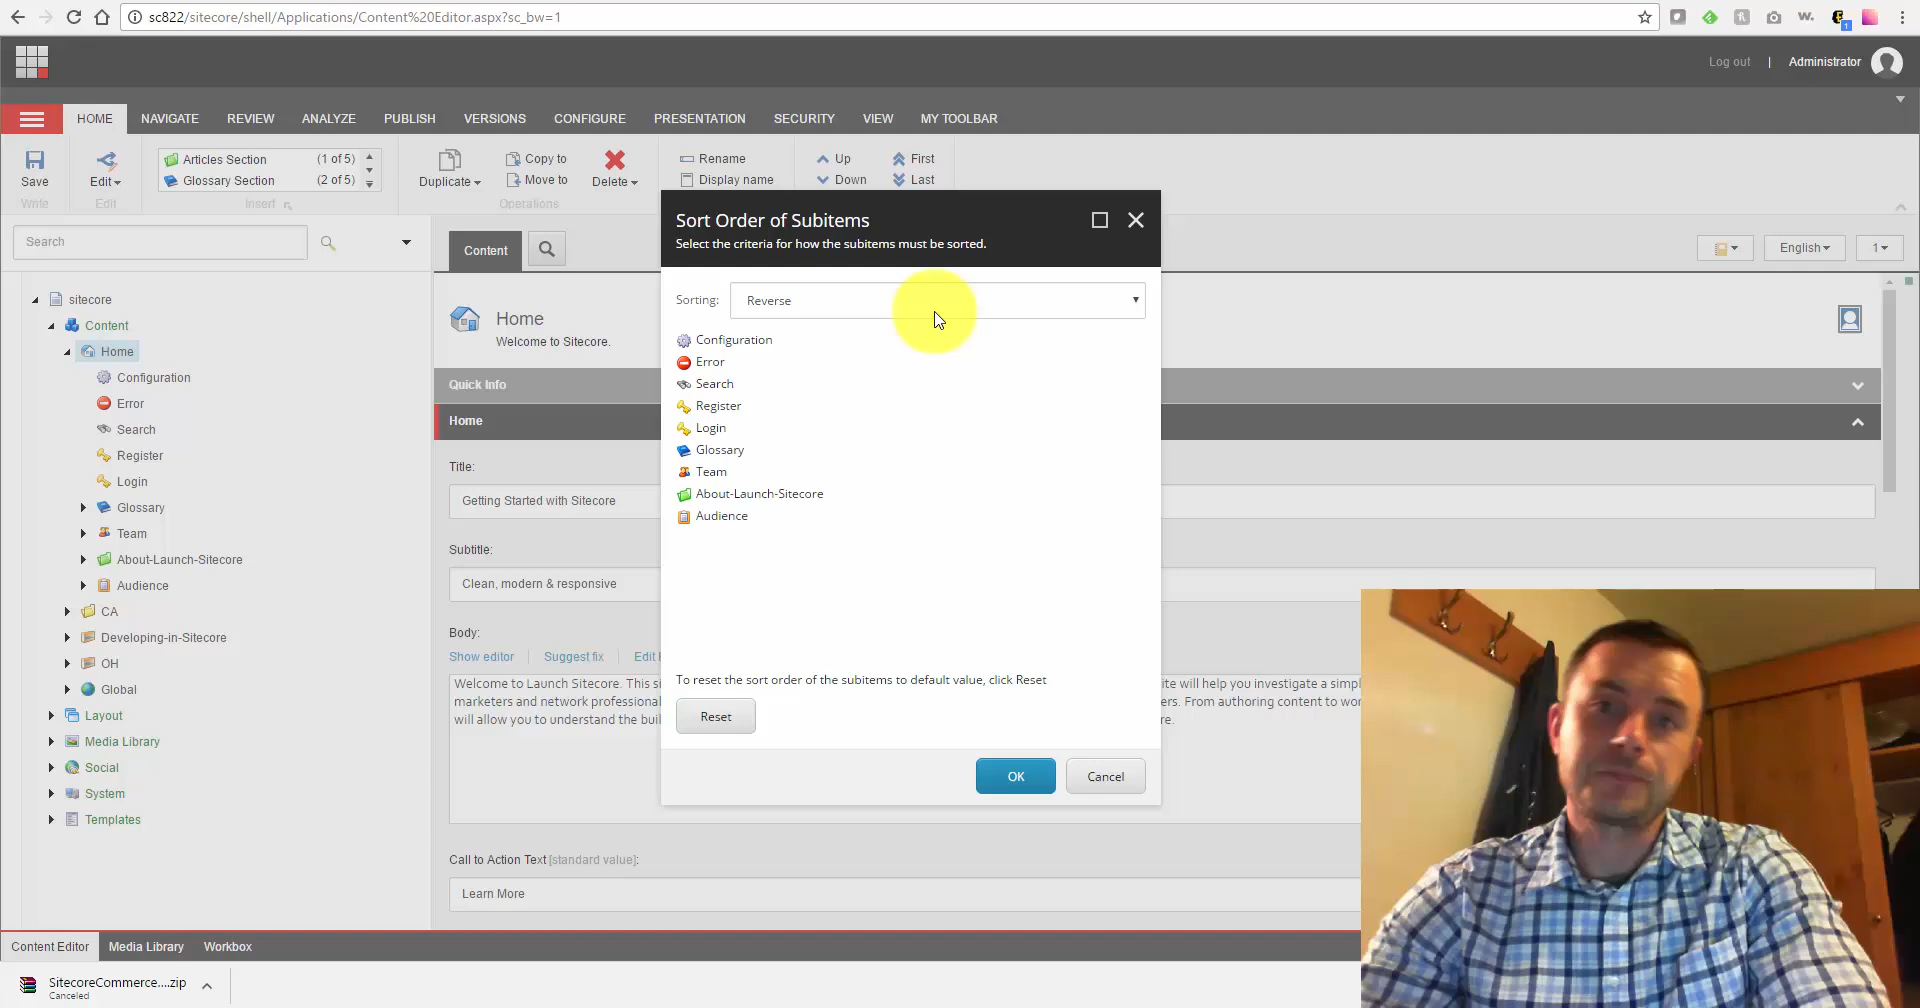 sc822/sitecore/shell/Applications/Content%20Editor.aspx?sc_bw=1
Log out | Administrator
HOME NAVIGATE REVIEW ANALYZE PUBLISH VERSIONS CONFIGURE PRESENTATION SECURITY VIEW MY TOOLBAR
Articles Section (1 of 5)
Glossary Section (2 of 5)
Save
Edit
Duplicate
Copy to
Move to
Delete
Rename
Display name
Up
Down
First
Last
Write
Edit
Insert
Operations
Search
sitecore
Content
Home
Configuration
Error
Search
Register
Login
Glossary
Team
About-Launch-Sitecore
Audience
CA
Developing-in-Sitecore
OH
Global
Layout
Media Library
Social
System
Templates
Content
English
1
Home
Welcome to Sitecore.
Quick Info
Home
Title:
Getting Started with Sitecore
Subtitle:
Clean, modern & responsive
Body:
Show editor
Suggest fix
Edit
Welcome to Launch Sitecore. This si
marketers and network professional
will allow you to understand the bui
ite will help you investigate a simpl
ers. From authoring content to wor
re.
Call to Action Text [standard value]:
Learn More
Sort Order of Subitems
Select the criteria for how the subitems must be sorted.
Sorting:
Reverse
Configuration
Error
Search
Register
Login
Glossary
Team
About-Launch-Sitecore
Audience
To reset the sort order of the subitems to default value, click Reset
Reset
OK
Cancel
Content Editor
Media Library
Workbox
SitecoreCommerce....zip
Canceled